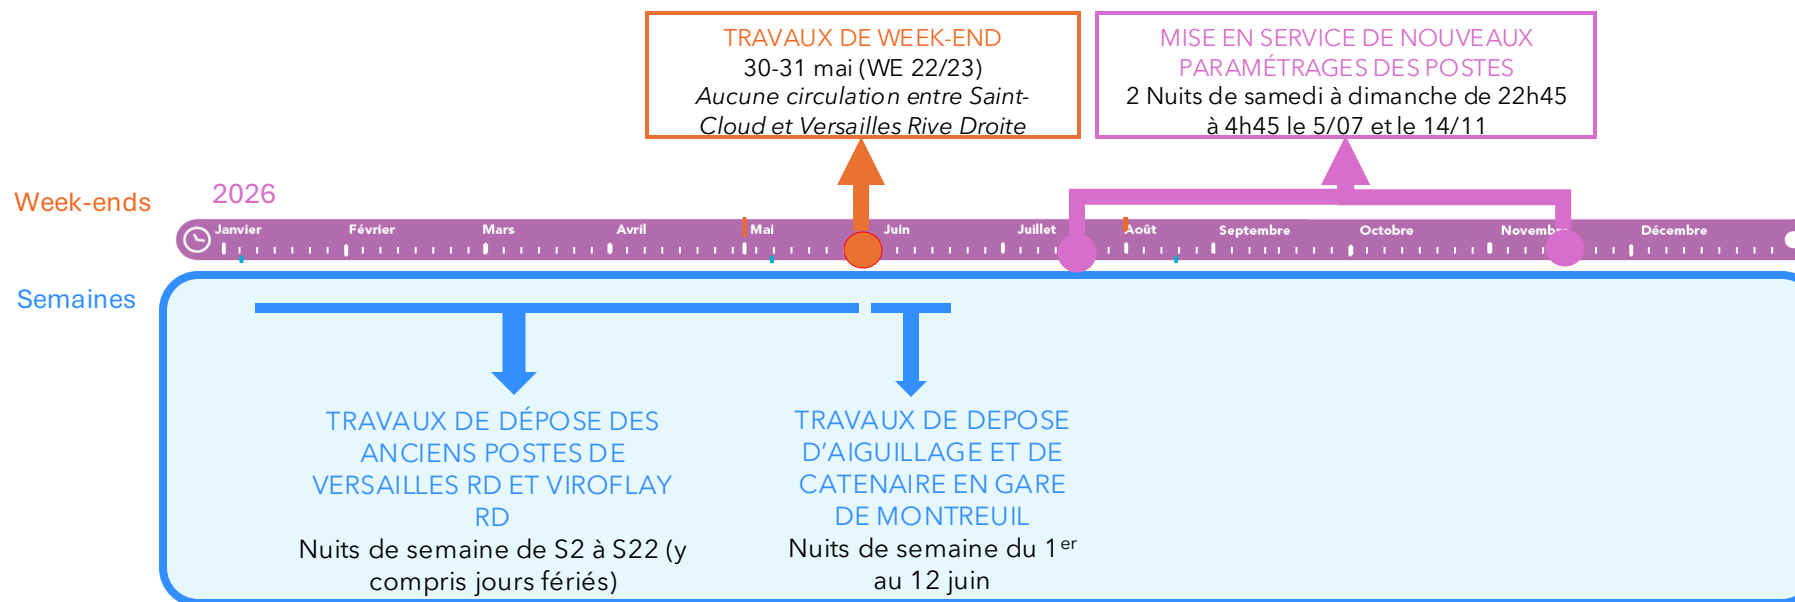 TRAVAUX DE WEEK-END
30-31 mai (WE 22/23)
Aucune circulation entre Saint-
Cloud et Versailles Rive Droite
MISE EN SERVICE DE NOUVEAUX
PARAMÉTRAGES DES POSTES
2 Nuits de samedi à dimanche de 22h45
à 4h45 le 5/07 et le 14/11
Week-ends
2026
Janvier Février Mars Avril Mai Juin Juillet Août Septembre Octobre Novembre Décembre
Semaines
TRAVAUX DE DÉPOSE DES
ANCIENS POSTES DE
VERSAILLES RD ET VIROFLAY
RD
Nuits de semaine de S2 à S22 (y
compris jours fériés)
TRAVAUX DE DEPOSE
D’AIGUILLAGE ET DE
CATENAIRE EN GARE
DE MONTREUIL
Nuits de semaine du 1er
au 12 juin